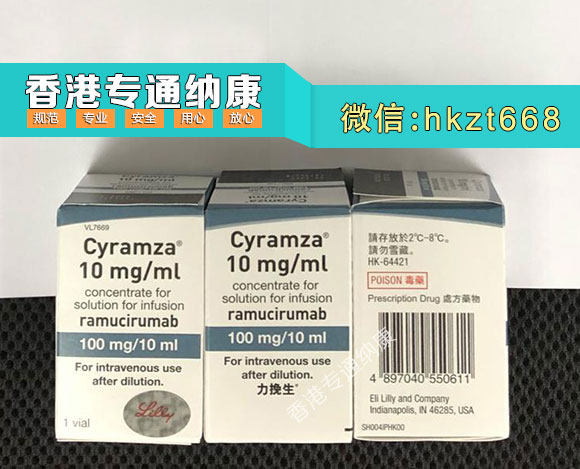 香港专通纳康
规范 专业 安全 用心 放心
微信:hkzt668
VL7669
Cyramza®
10 mg/ml
concentrate for
solution for infusion
ramucirumab
100 mg/10 ml
For intravenous use
after dilution.
1 vial
Lilly
10 mg/ml
Cyramza®
10 mg/ml
concentrate for
solution for infusion
ramucirumab
100 mg/10 ml
For intravenous use
after dilution.
力挽生®
香港专通纳康
請存放於2℃-8℃。
請勿雪藏。
HK-64421
POISON 毒藥
Prescription Drug 處方藥物
4 897040 550611
Eli Lilly and Company
Indianapolis, IN 46285, USA
SH004IPHK00